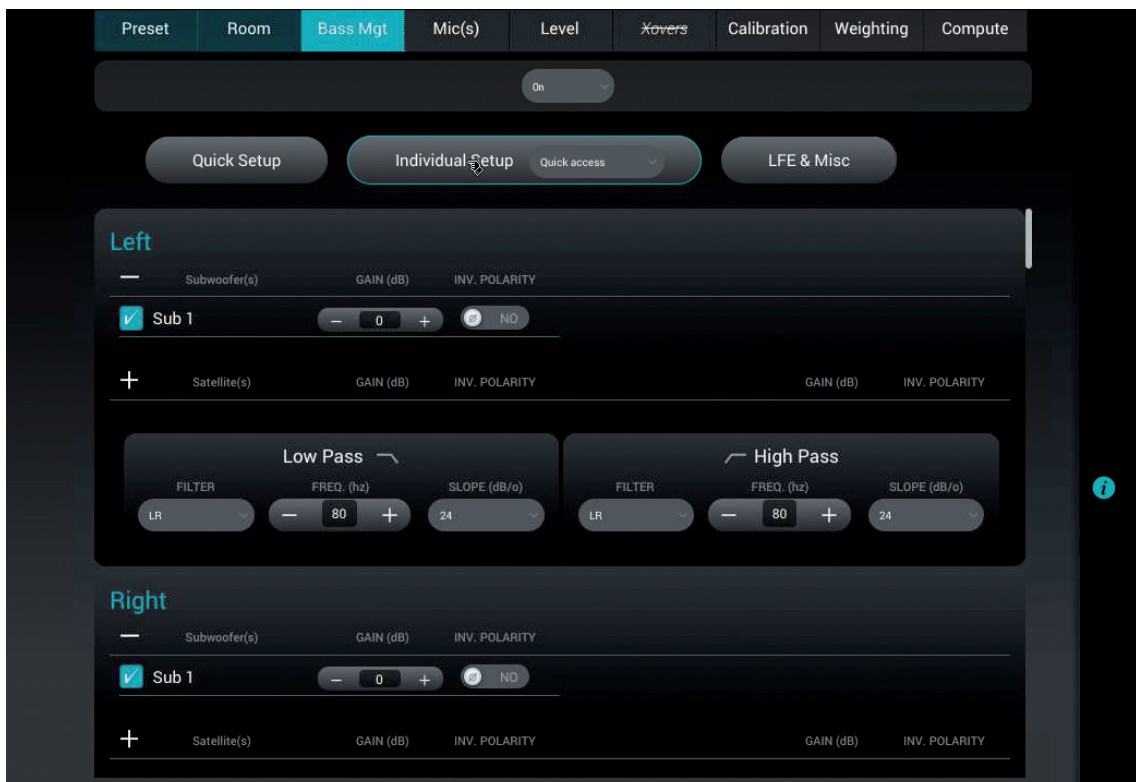 Preset Room Bass Mgt Mic(s) Level Xovers Calibration Weighting Compute
On
Quick Setup Individual Setup Quick access LFE & Misc
Left
Subwoofer(s) GAIN (dB) INV. POLARITY
Sub 1 − 0 + ø NO
Satellite(s) GAIN (dB) INV. POLARITY GAIN (dB) INV. POLARITY
Low Pass High Pass
FILTER FREQ. (hz) SLOPE (dB/o) FILTER FREQ. (hz) SLOPE (dB/o)
LR − 80 + 24 LR − 80 + 24
i
Right
Subwoofer(s) GAIN (dB) INV. POLARITY
Sub 1 − 0 + ø NO
Satellite(s) GAIN (dB) INV. POLARITY GAIN (dB) INV. POLARITY